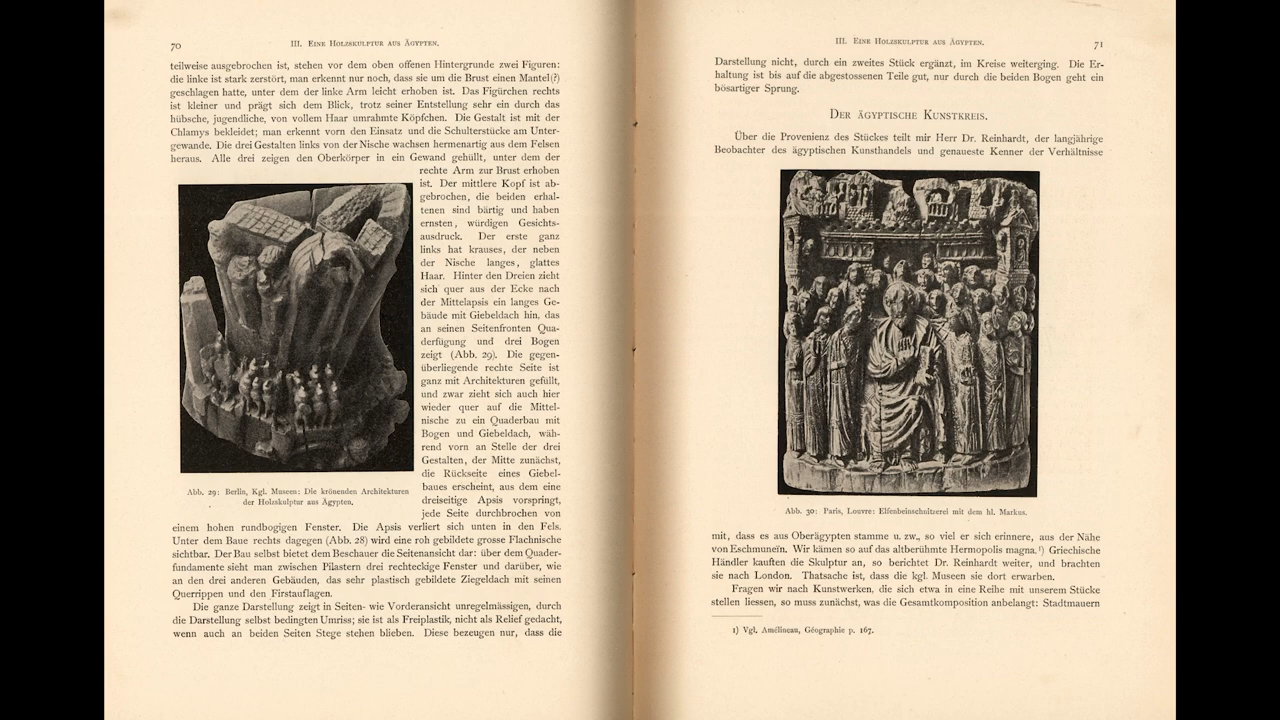 70
III. Eine Holzskulptur aus Ägypten.
teilweise ausgebrochen ist, stehen vor dem oben offenen Hintergrunde zwei Figuren:
die linke ist stark zerstört, man erkennt nur noch, dass sie um die Brust einen Mantel(?)
geschlagen hatte, unter dem der linke Arm leicht erhoben ist. Das Figürchen rechts
ist kleiner und prägt sich dem Blick, trotz seiner Entstellung sehr ein durch das
hübsche, jugendliche, von vollem Haar umrahmte Köpfchen. Die Gestalt ist mit der
Chlamys bekleidet; man erkennt vorn den Einsatz und die Schulterstücke am Unter-
gewande. Die drei Gestalten links von der Nische wachsen hermenartig aus dem Felsen
heraus. Alle drei zeigen den Oberkörper in ein Gewand gehüllt, unter dem der
rechte Arm zur Brust erhoben
ist. Der mittlere Kopf ist ab-
gebrochen, die beiden erhal-
tenen sind bärtig und haben
ernsten, würdigen Gesichts-
ausdruck. Der erste ganz
links hat krauses, der neben
der Nische langes, glattes
Haar. Hinter den Dreien zieht
sich quer aus der Ecke nach
der Mittelapsis ein langes Ge-
bäude mit Giebeldach hin, das
an seinen Seitenfronten Qua-
derfügung und drei Bogen
zeigt (Abb. 29). Die gegen-
überliegende rechte Seite ist
ganz mit Architekturen gefüllt,
und zwar zieht sich auch hier
wieder quer auf die Mittel-
nische zu ein Quaderbau mit
Bogen und Giebeldach, wäh-
rend vorn an Stelle der drei
Gestalten, der Mitte zunächst,
die Rückseite eines Giebel-
baues erscheint, aus dem eine
dreiseitige Apsis vorspringt,
jede Seite durchbrochen von
Abb. 29: Berlin, Kgl. Museen: Die krönenden Architekturen
der Holzskulptur aus Ägypten.
einem hohen rundbogigen Fenster. Die Apsis verliert sich unten in den Fels.
Unter dem Baue rechts dagegen (Abb. 28) wird eine roh gebildete grosse Flachnische
sichtbar. Der Bau selbst bietet dem Beschauer die Seitenansicht dar: über dem Quader-
fundamente sieht man zwischen Pilastern drei rechteckige Fenster und darüber, wie
an den drei anderen Gebäuden, das sehr plastisch gebildete Ziegeldach mit seinen
Querrippen und den Firstauflagen.
Die ganze Darstellung zeigt in Seiten- wie Vorderansicht unregelmässigen, durch
die Darstellung selbst bedingten Umriss; sie ist als Freiplastik, nicht als Relief gedacht,
wenn auch an beiden Seiten Stege stehen blieben. Diese bezeugen nur, dass die
III. Eine Holzskulptur aus Ägypten.
71
Darstellung nicht, durch ein zweites Stück ergänzt, im Kreise weiterging. Die Er-
haltung ist bis auf die abgestossenen Teile gut, nur durch die beiden Bogen geht ein
bösartiger Sprung.
Der ägyptische Kunstkreis.
Über die Provenienz des Stückes teilt mir Herr Dr. Reinhardt, der langjährige
Beobachter des ägyptischen Kunsthandels und genaueste Kenner der Verhältnisse
Abb. 30: Paris, Louvre: Elfenbeinschnitzerei mit dem hl. Markus.
mit, dass es aus Oberägypten stamme u. zw., so viel er sich erinnere, aus der Nähe
von Eschmuneïn. Wir kämen so auf das altberühmte Hermopolis magna.¹) Griechische
Händler kauften die Skulptur an, so berichtet Dr. Reinhardt weiter, und brachten
sie nach London. Thatsache ist, dass die kgl. Museen sie dort erwarben.
Fragen wir nach Kunstwerken, die sich etwa in eine Reihe mit unserem Stücke
stellen liessen, so muss zunächst, was die Gesamtkomposition anbelangt: Stadtmauern
1) Vgl. Amélineau, Géographie p. 167.